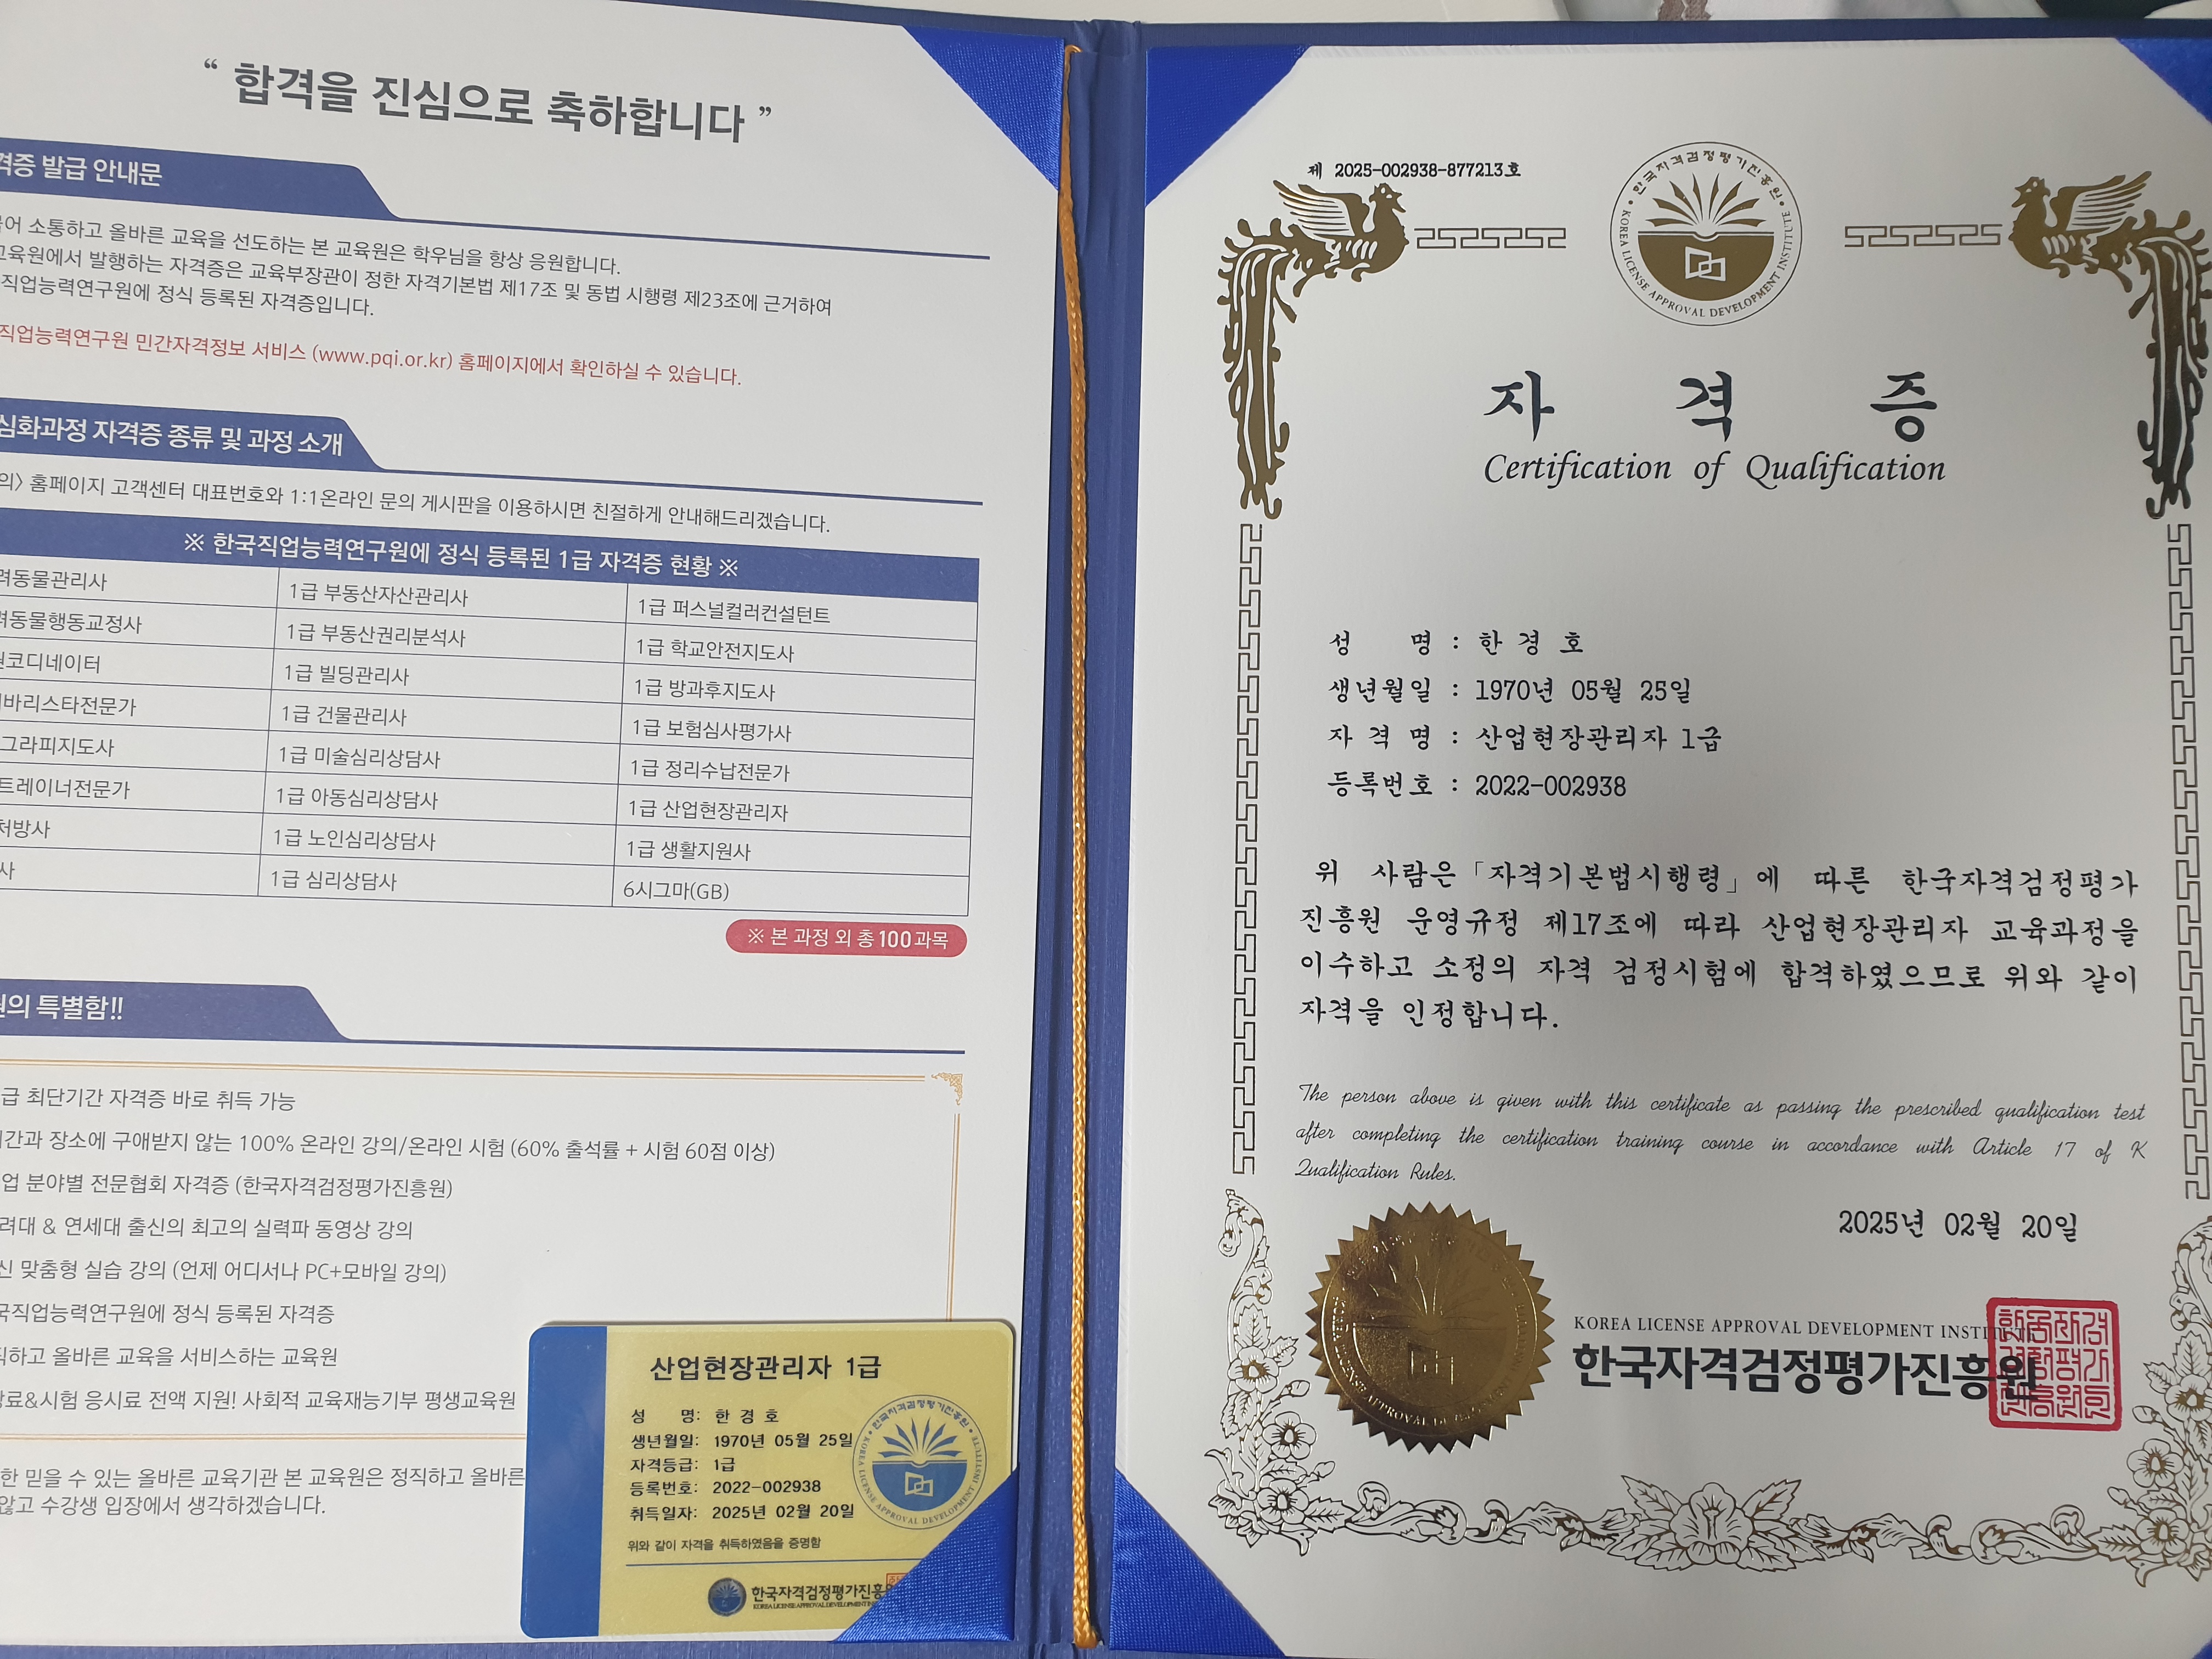 “ 합격을 진심으로 축하합니다 ”
격증 발급 안내문
어 소통하고 올바른 교육을 선도하는 본 교육원은 학우님을 항상 응원합니다.
교육원에서 발행하는 자격증은 교육부장관이 정한 자격기본법 제17조 및 동법 시행령 제23조에 근거하여
직업능력연구원에 정식 등록된 자격증입니다.
직업능력연구원 민간자격정보 서비스 (www.pqi.or.kr) 홈페이지에서 확인하실 수 있습니다.
심화과정 자격증 종류 및 과정 소개
의> 홈페이지 고객센터 대표번호와 1:1온라인 문의 게시판을 이용하시면 친절하게 안내해드리겠습니다.
※ 한국직업능력연구원에 정식 등록된 1급 자격증 현황 ※
려동물관리사 1급 부동산자산관리사 1급 퍼스널컬러컨설턴트
려동물행동교정사 1급 부동산권리분석사 1급 학교안전지도사
원코디네이터 1급 빌딩관리사 1급 방과후지도사
바리스타전문가 1급 건물관리사 1급 보험심사평가사
그라피지도사 1급 미술심리상담사 1급 정리수납전문가
트레이너전문가 1급 아동심리상담사 1급 산업현장관리자
처방사 1급 노인심리상담사 1급 생활지원사
사 1급 심리상담사 6시그마(GB)
※ 본 과정 외 총 100과목
원의 특별함!!
급 최단기간 자격증 바로 취득 가능
간과 장소에 구애받지 않는 100% 온라인 강의/온라인 시험 (60% 출석률 + 시험 60점 이상)
업 분야별 전문협회 자격증 (한국자격검정평가진흥원)
려대 & 연세대 출신의 최고의 실력파 동영상 강의
신 맞춤형 실습 강의 (언제 어디서나 PC+모바일 강의)
국직업능력연구원에 정식 등록된 자격증
직하고 올바른 교육을 서비스하는 교육원
강료&시험 응시료 전액 지원! 사회적 교육재능기부 평생교육원
한 믿을 수 있는 올바른 교육기관 본 교육원은 정직하고 올바른
않고 수강생 입장에서 생각하겠습니다.
산업현장관리자 1급
성 명: 한 경 호
생년월일: 1970년 05월 25일
자격등급: 1급
등록번호: 2022-002938
취득일자: 2025년 02월 20일
위와 같이 자격을 취득하였음을 증명함
한국자격검정평가진흥
KOREA LICENSE APPROVAL DEVELOPMENT
한국자격검정평가진흥원
KOREA LICENSE APPROVAL DEVELOPMENT INSTITUTE
제 2025-002938-877213호
한국자격검정평가진흥원
KOREA LICENSE APPROVAL DEVELOPMENT INSTITUTE
자 격 증
Certification of Qualification
성 명 : 한 경 호
생년월일 : 1970년 05월 25일
자 격 명 : 산업현장관리자 1급
등록번호 : 2022-002938
위 사람은 「자격기본법시행령」에 따른 한국자격검정평가
진흥원 운영규정 제17조에 따라 산업현장관리자 교육과정을
이수하고 소정의 자격 검정시험에 합격하였으므로 위와 같이
자격을 인정합니다.
The person above is given with this certificate as passing the prescribed qualification test
after completing the certification training course in accordance with Article 17 of K
Qualification Rules.
2025년 02월 20일
KOREA LICENSE APPROVAL DEVELOPMENT INSTITUTE
한국자격검정평가진흥원